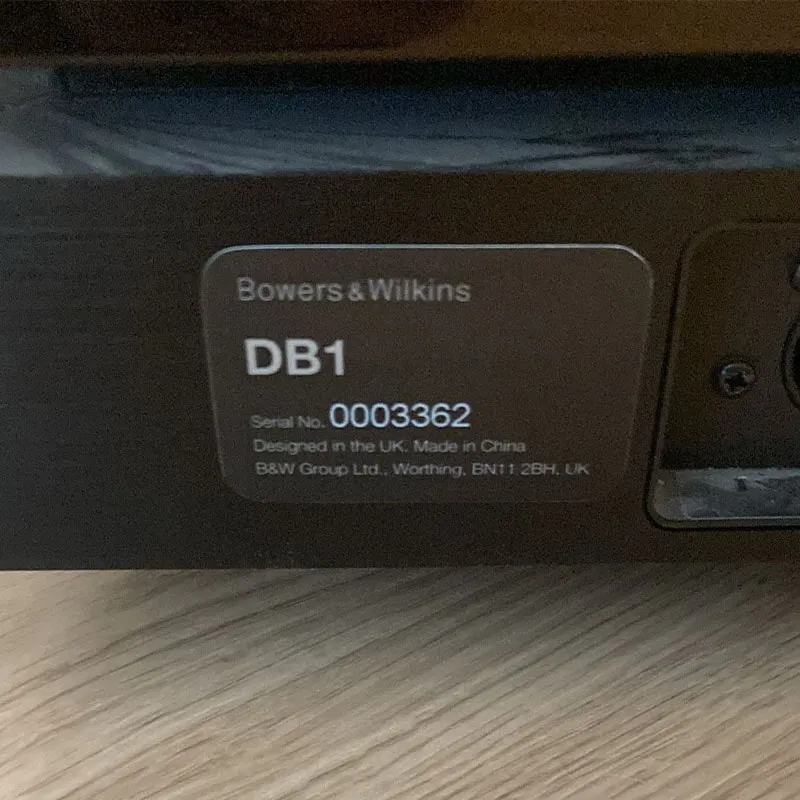 Bowers & Wilkins
DB1
Serial No. 0003362
Designed in the UK. Made in China
B&W Group Ltd., Worthing, BN11 2BH, UK